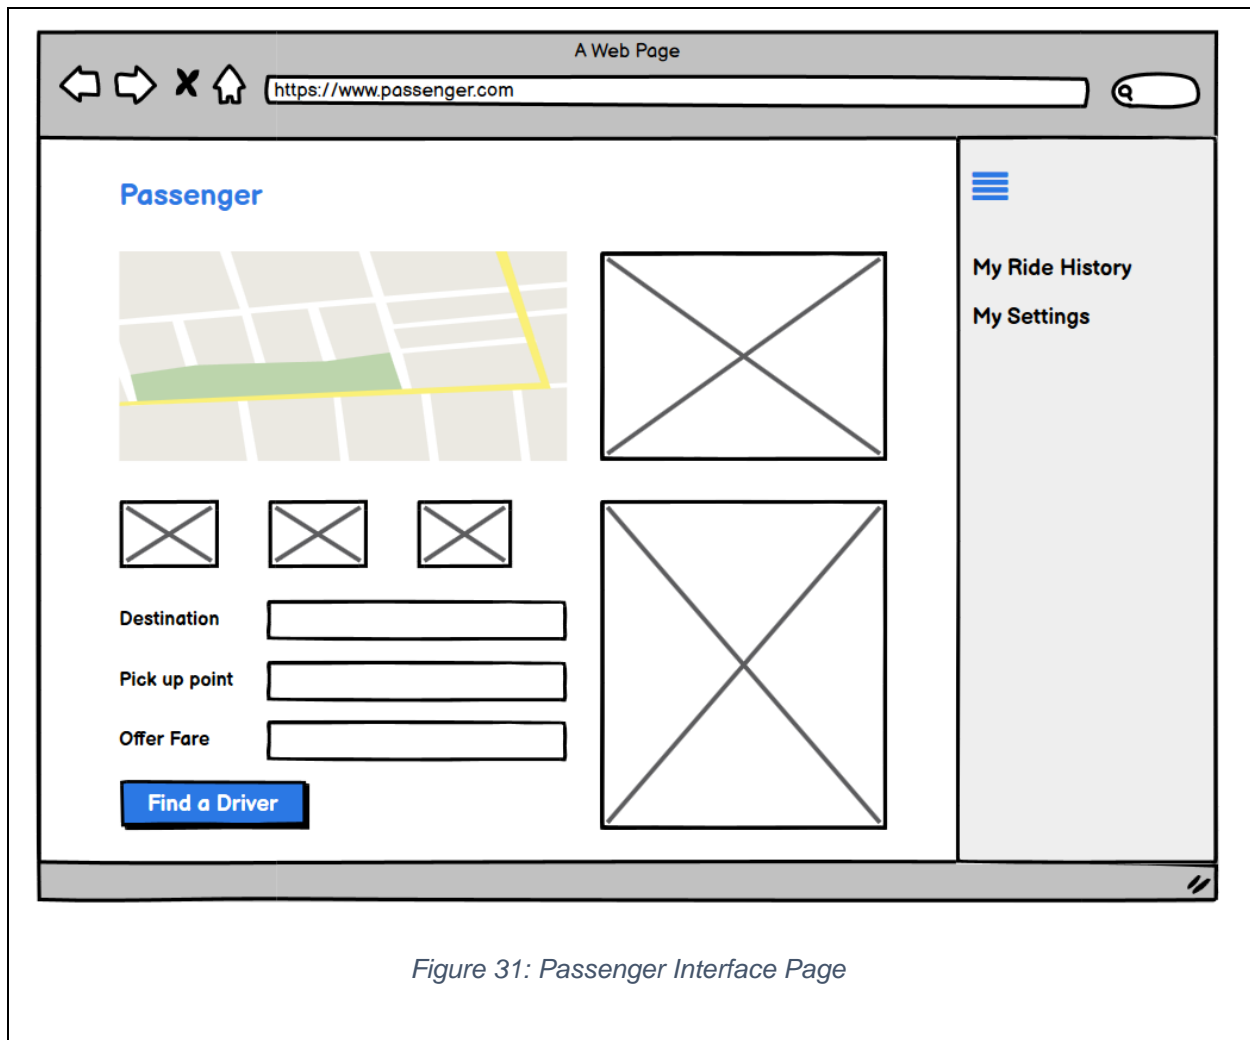 A Web Page
https://www.passenger.com
Passenger
My Ride History
My Settings
Destination
Pick up point
Offer Fare
Find a Driver
Figure 31: Passenger Interface Page